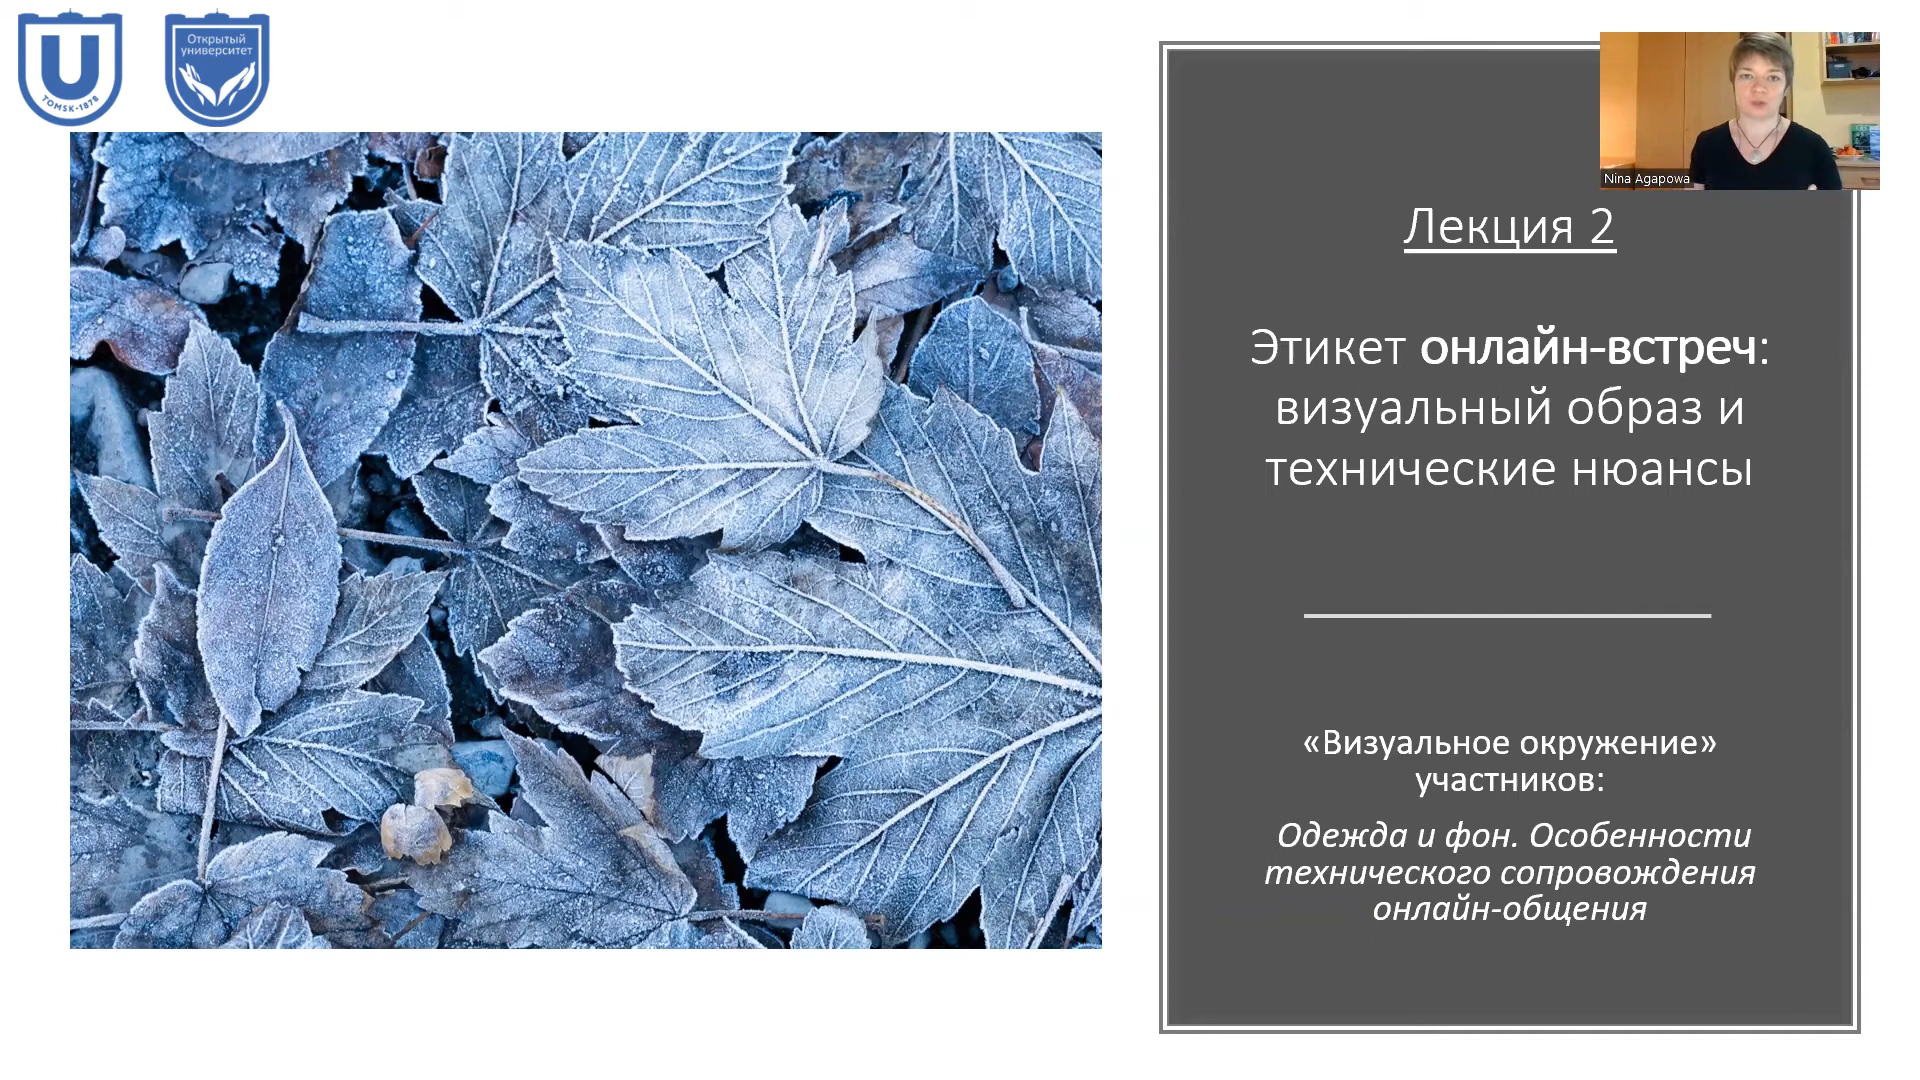 U
TOMSK-1878
Открытый
университет
Nina Agapowa
Лекция 2
Этикет онлайн-встреч:
визуальный образ и
технические нюансы
«Визуальное окружение»
участников:
Одежда и фон. Особенности
технического сопровождения
онлайн-общения